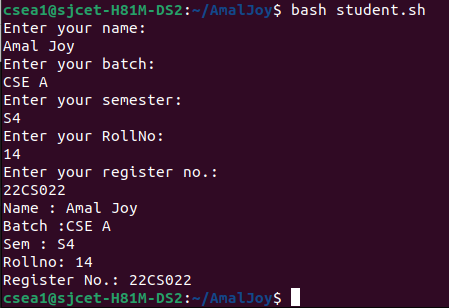 csea1@sjcet-H81M-DS2:~/AmalJoy$ bash student.sh
Enter your name:
Amal Joy
Enter your batch:
CSE A
Enter your semester:
S4
Enter your RollNo:
14
Enter your register no.:
22CS022
Name : Amal Joy
Batch :CSE A
Sem : S4
Rollno: 14
Register No.: 22CS022
csea1@sjcet-H81M-DS2:~/AmalJoy$